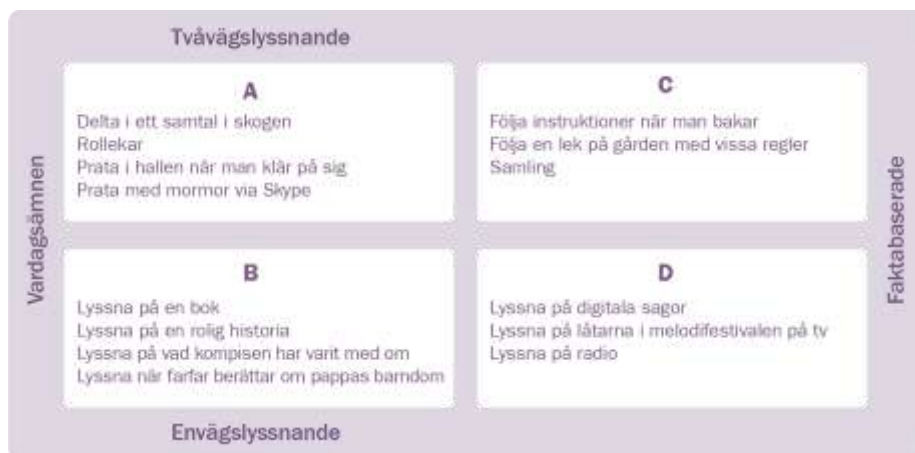 Tvåvägslyssnande
Vardagsämnen
A
Delta i ett samtal i skogen
Rollekar
Prata i hallen när man klär på sig
Prata med mormor via Skype
C
Följa instruktioner när man bakar
Följa en lek på gården med vissa regler
Samling
Faktabaserade
B
Lyssna på en bok
Lyssna på en rolig historia
Lyssna på vad kompisen har varit med om
Lyssna när farfar berättar om pappas barndom
D
Lyssna på digitala sagor
Lyssna på låtarna i melodifestivalen på tv
Lyssna på radio
Envägslyssnande